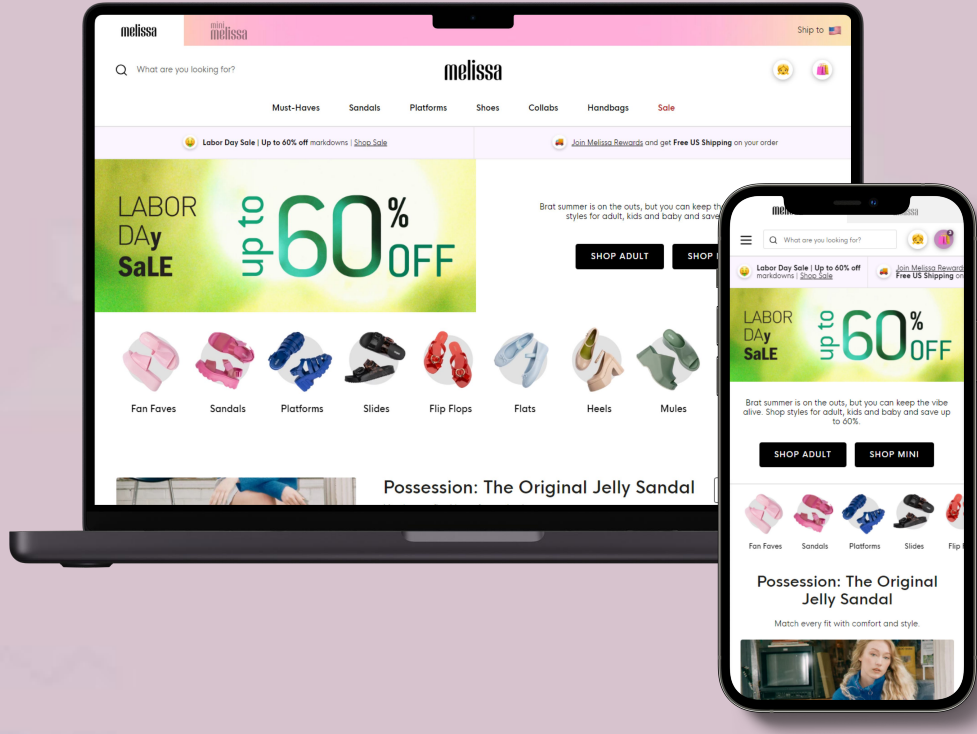 melissa
mini
melissa
Ship to
What are you looking for?
melissa
Must-Haves Sandals Platforms Shoes Collabs Handbags Sale
Labor Day Sale | Up to 60% off markdowns | Shop Sale
Join Melissa Rewards and get Free US Shipping on your order
LABOR
DAy
SaLE
up to
60%
OFF
Brat summer is on the outs, but you can keep th
styles for adult, kids and baby and save
SHOP ADULT
SHOP
Fan Faves Sandals Platforms Slides Flip Flops Flats Heels Mules
Possession: The Original Jelly Sandal
What are you looking for?
Labor Day Sale | Up to 60% off
markdowns | Shop Sale
Join Melissa Reward
Free US Shipping on
LABOR
DAy
SaLE
up to
60%
OFF
Brat summer is on the outs, but you can keep the vibe
alive. Shop styles for adult, kids and baby and save up
to 60%.
SHOP ADULT
SHOP MINI
Fan Faves Sandals Platforms Slides Flip
Possession: The Original
Jelly Sandal
Match every fit with comfort and style.